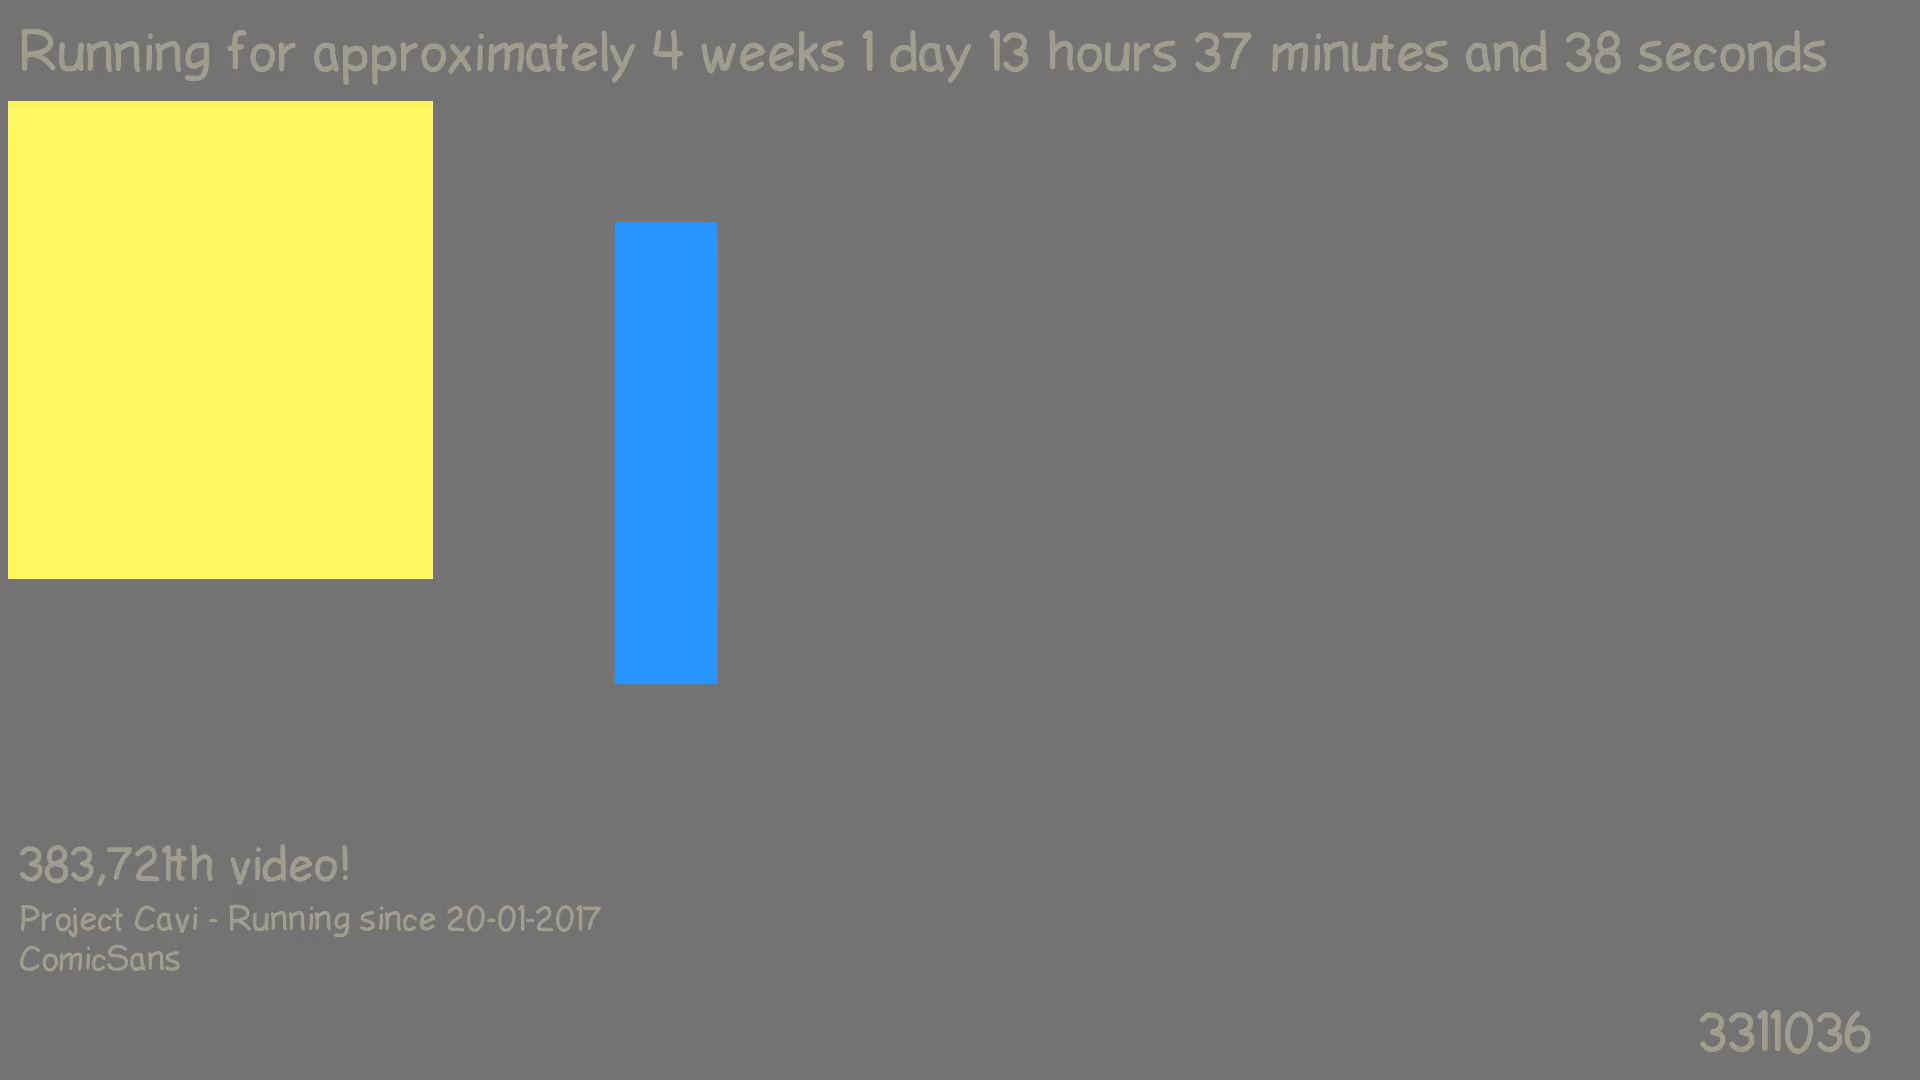 Running for approximately 4 weeks 1 day 13 hours 37 minutes and 38 seconds
383,721th video!
Project Cavi - Running since 20-01-2017
ComicSans
3311036